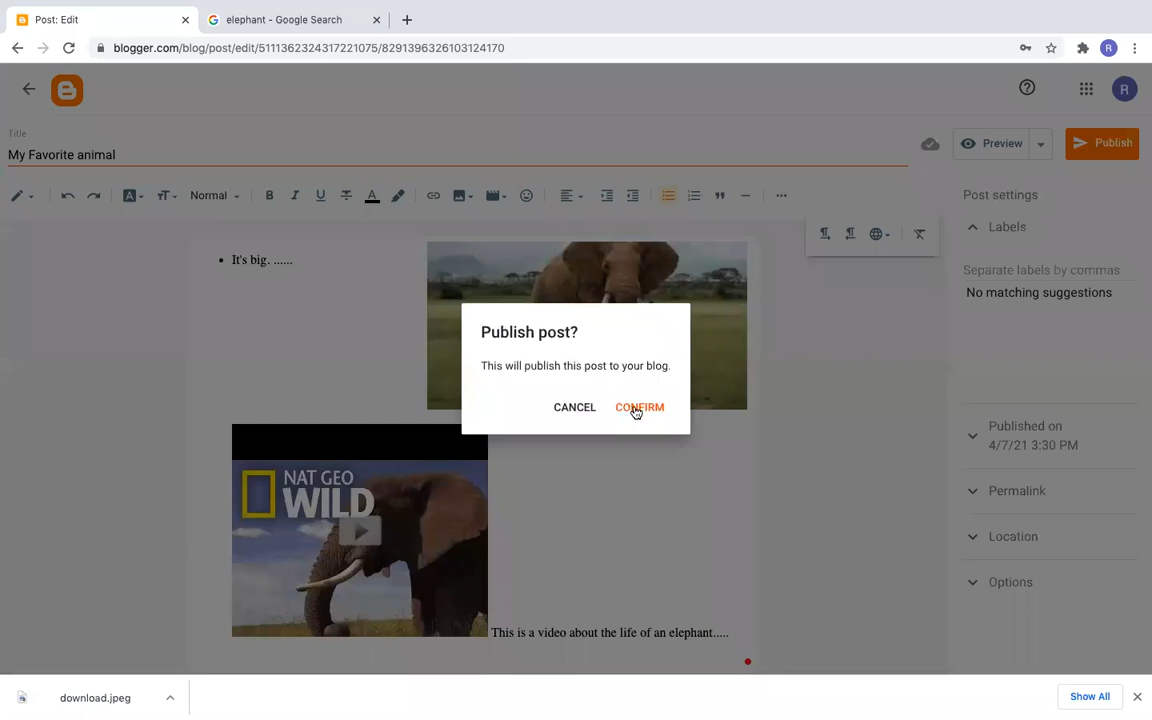 Post: Edit
elephant - Google Search
blogger.com/blog/post/edit/5111362324317221075/8291396326103124170
R
R
Title
My Favorite animal
Preview
Publish
Normal
B
I
U
Post settings
Labels
Separate labels by commas
No matching suggestions
It's big. ......
Publish post?
This will publish this post to your blog.
CANCEL
CONFIRM
NAT GEO
WILD
This is a video about the life of an elephant.....
Published on
4/7/21 3:30 PM
Permalink
Location
Options
download.jpeg
Show All